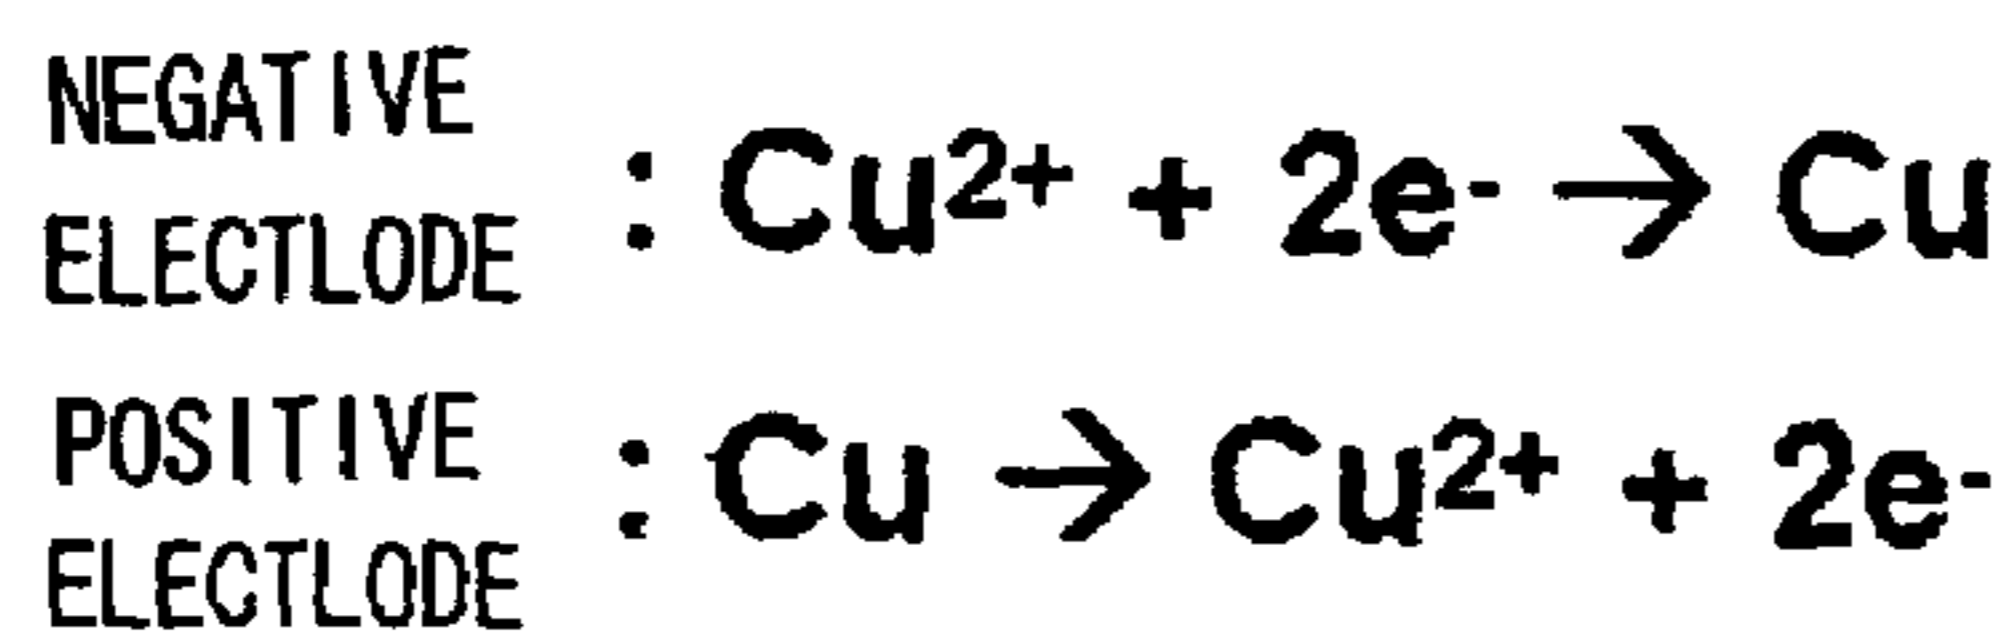 NEGATIVE
ELECTLODE : Cu²⁺ + 2e⁻ → Cu
POSITIVE
ELECTLODE : Cu → Cu²⁺ + 2e⁻